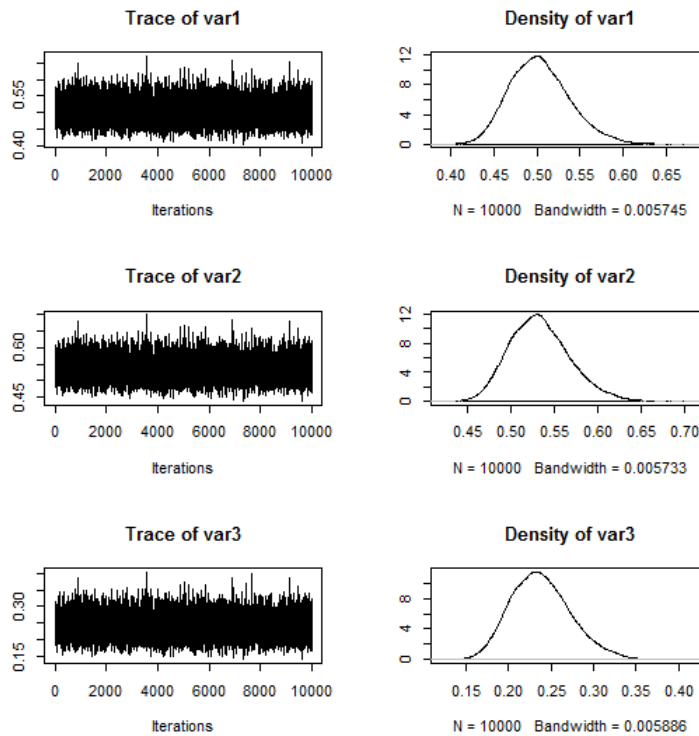 Trace of var1
Density of var1
0.40 0.55
0 2000 4000 6000 8000 10000
Iterations
0 4 8 12
0.40 0.45 0.50 0.55 0.60 0.65
N = 10000 Bandwidth = 0.005745
Trace of var2
Density of var2
0.45 0.60
0 2000 4000 6000 8000 10000
Iterations
0 4 8 12
0.45 0.50 0.55 0.60 0.65 0.70
N = 10000 Bandwidth = 0.005733
Trace of var3
Density of var3
0.15 0.30
0 2000 4000 6000 8000 10000
Iterations
0 4 8
0.15 0.20 0.25 0.30 0.35 0.40
N = 10000 Bandwidth = 0.005886